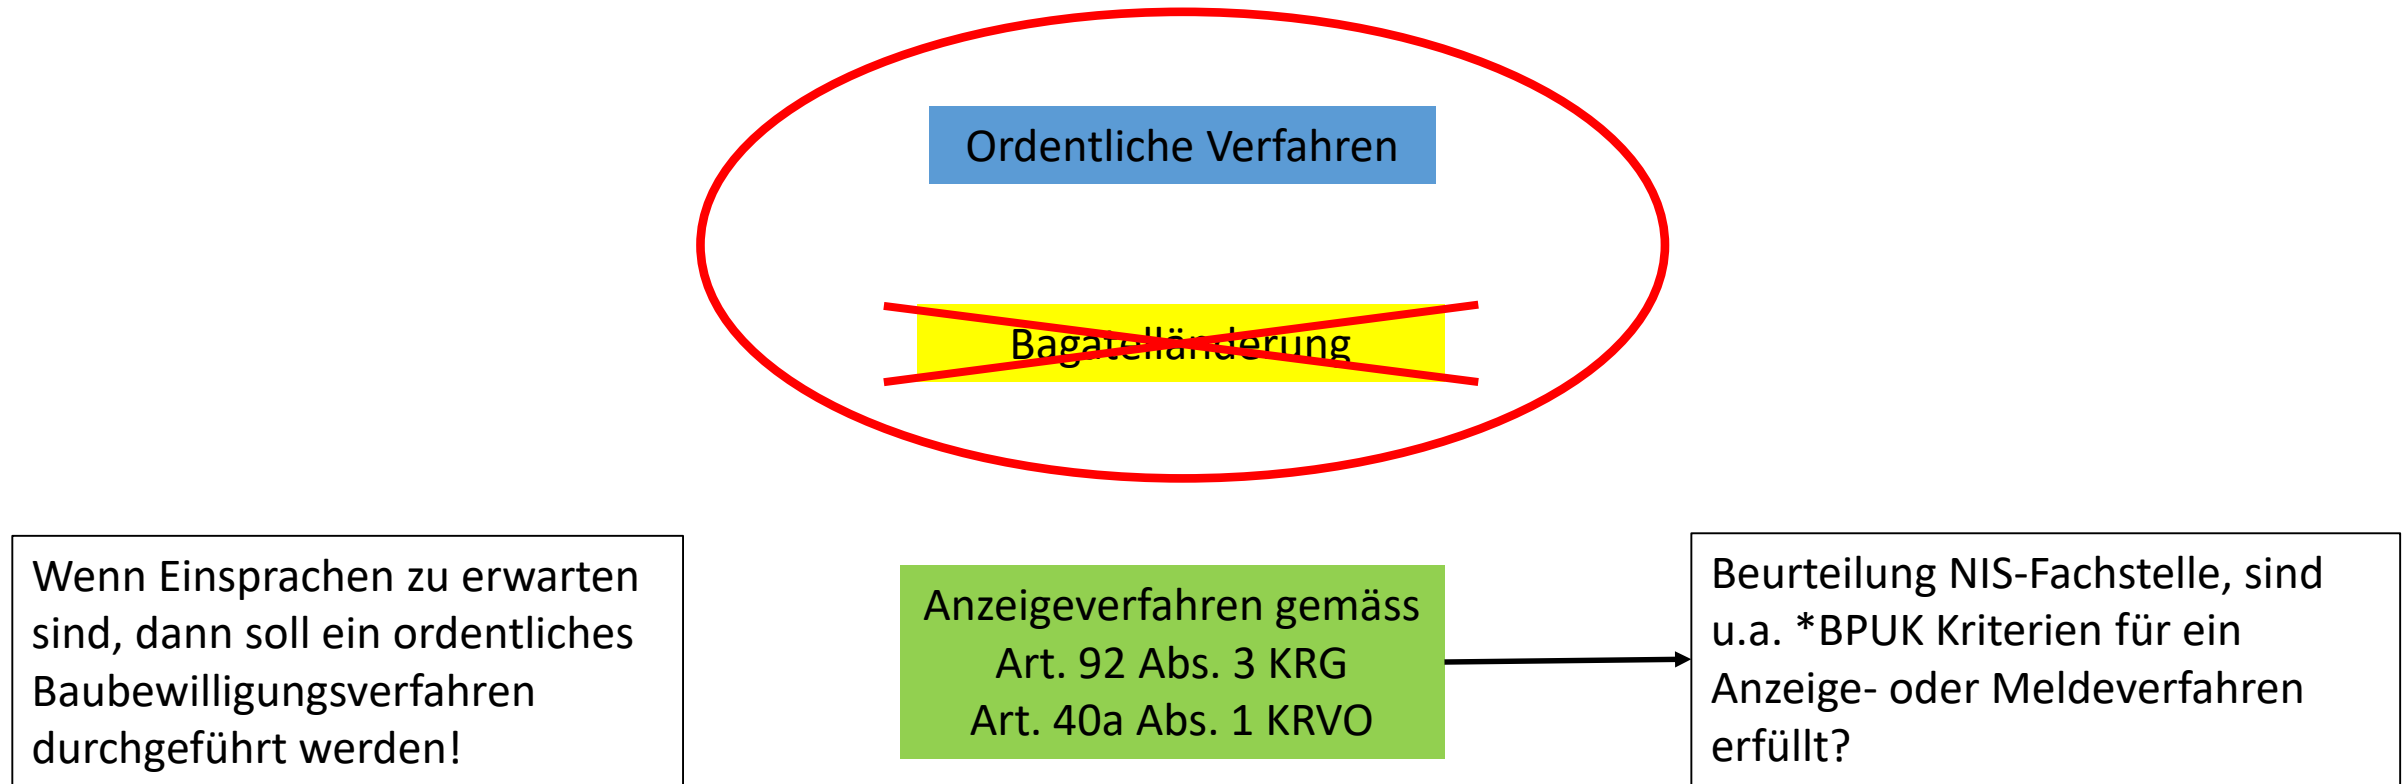 Ordentliche Verfahren
Bagatelländerung
Wenn Einsprachen zu erwarten
sind, dann soll ein ordentliches
Baubewilligungsverfahren
durchgeführt werden!
Anzeigeverfahren gemäss
Art. 92 Abs. 3 KRG
Art. 40a Abs. 1 KRVO
Beurteilung NIS-Fachstelle, sind
u.a. *BPUK Kriterien für ein
Anzeige- oder Meldeverfahren
erfüllt?